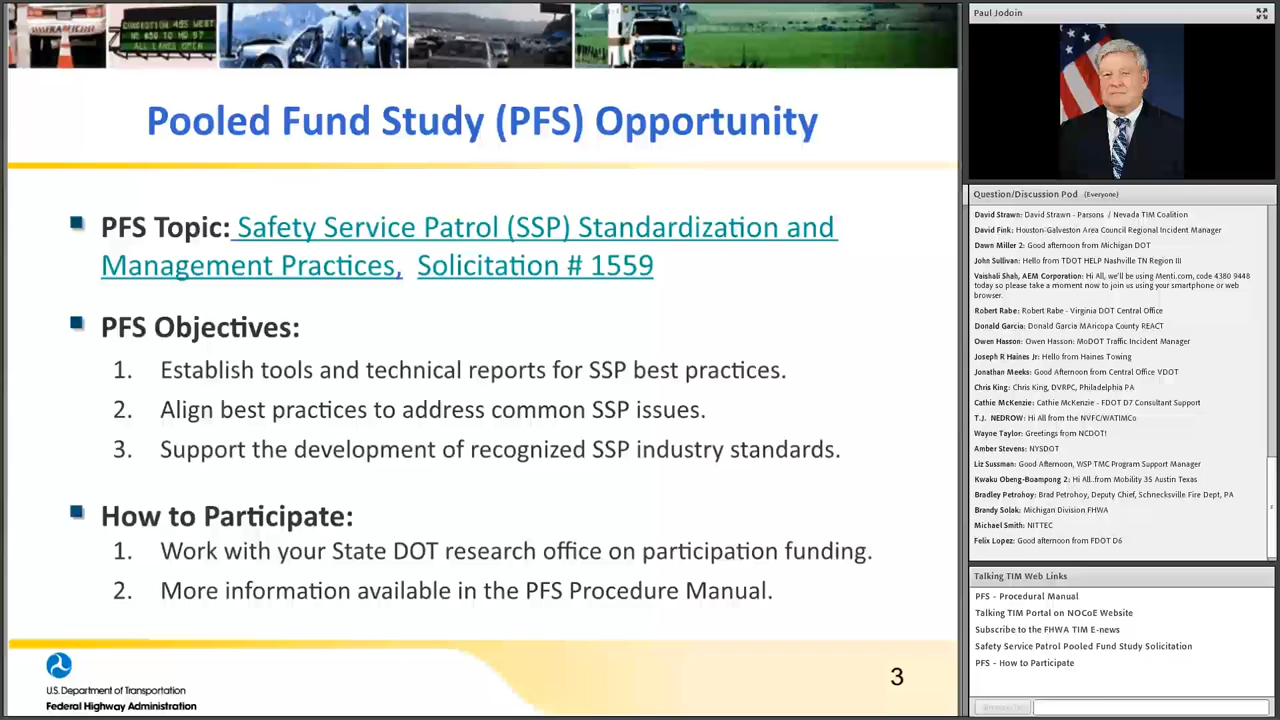 CONGESTION 495 WEST
MD 650 TO MD 97
ALL LANES OPEN
Pooled Fund Study (PFS) Opportunity
PFS Topic: Safety Service Patrol (SSP) Standardization and
Management Practices, Solicitation # 1559
PFS Objectives:
1. Establish tools and technical reports for SSP best practices.
2. Align best practices to address common SSP issues.
3. Support the development of recognized SSP industry standards.
How to Participate:
1. Work with your State DOT research office on participation funding.
2. More information available in the PFS Procedure Manual.
U.S. Department of Transportation
Federal Highway Administration
3
Paul Jodoin
Question/Discussion Pod (Everyone)
David Strawn: David Strawn - Parsons / Nevada TIM Coalition
David Fink: Houston-Galveston Area Council Regional Incident Manager
Dawn Miller 2: Good afternoon from Michigan DOT
John Sullivan: Hello from TDOT HELP Nashville TN Region III
Vaishali Shah, AEM Corporation: Hi All, we'll be using Menti.com, code 4380 9448
today so please take a moment now to join us using your smartphone or web
browser.
Robert Rabe: Robert Rabe - Virginia DOT Central Office
Donald Garcia: Donald Garcia MAricopa County REACT
Owen Hasson: Owen Hasson: MoDOT Traffic Incident Manager
Joseph R Haines Jr: Hello from Haines Towing
Jonathan Meeks: Good Afternoon from Central Office VDOT
Chris King: Chris King, DVRPC, Philadelphia PA
Cathie McKenzie: Cathie McKenzie - FDOT D7 Consultant Support
T.J. NEDROW: Hi All from the NVFC/WATIMCo
Wayne Taylor: Greetings from NCDOT!
Amber Stevens: NYSDOT
Liz Sussman: Good Afternoon, WSP TMC Program Support Manager
Kwaku Obeng-Boampong 2: Hi All..from Mobility 35 Austin Texas
Bradley Petrohoy: Brad Petrohoy, Deputy Chief, Schnecksville Fire Dept, PA
Brandy Solak: Michigan Division FHWA
Michael Smith: NITTEC
Felix Lopez: Good afternoon from FDOT D6
Talking TIM Web Links
PFS - Procedural Manual
Talking TIM Portal on NOCoE Website
Subscribe to the FHWA TIM E-news
Safety Service Patrol Pooled Fund Study Solicitation
PFS - How to Participate